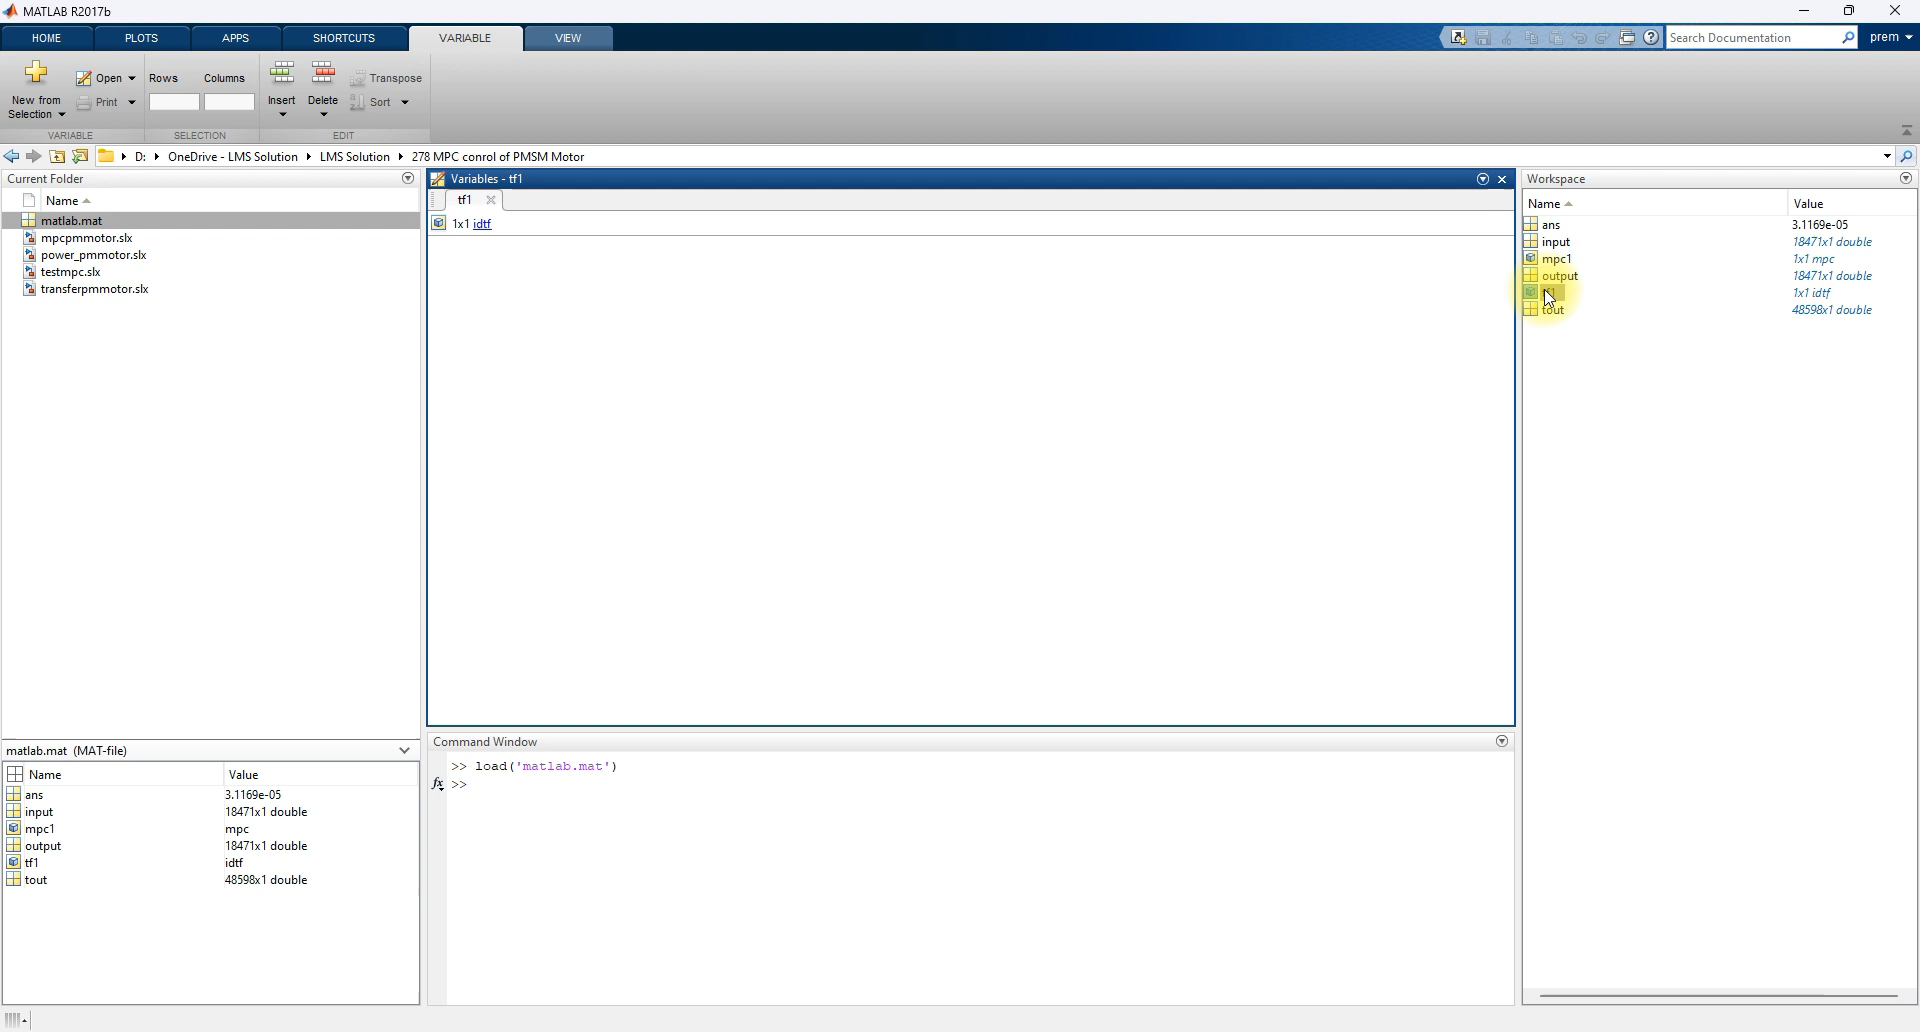 MATLAB R2017b
HOME PLOTS APPS SHORTCUTS VARIABLE VIEW
Search Documentation
prem
New from
Selection
Open
Print
VARIABLE
Rows Columns
SELECTION
Insert
Delete
Transpose
Sort
EDIT
D: OneDrive - LMS Solution LMS Solution 278 MPC conrol of PMSM Motor
Current Folder
Name
matlab.mat
mpcpmmotor.slx
power_pmmotor.slx
testmpc.slx
transferpmmotor.slx
matlab.mat (MAT-file)
Name Value
ans 3.1169e-05
input 18471x1 double
mpc1 mpc
output 18471x1 double
tf1 idtf
tout 48598x1 double
Variables - tf1
tf1
1x1 idtf
Command Window
>> load('matlab.mat')
fx >>
Workspace
Name Value
ans 3.1169e-05
input 18471x1 double
mpc1 1x1 mpc
output 18471x1 double
tf1 1x1 idtf
tout 48598x1 double